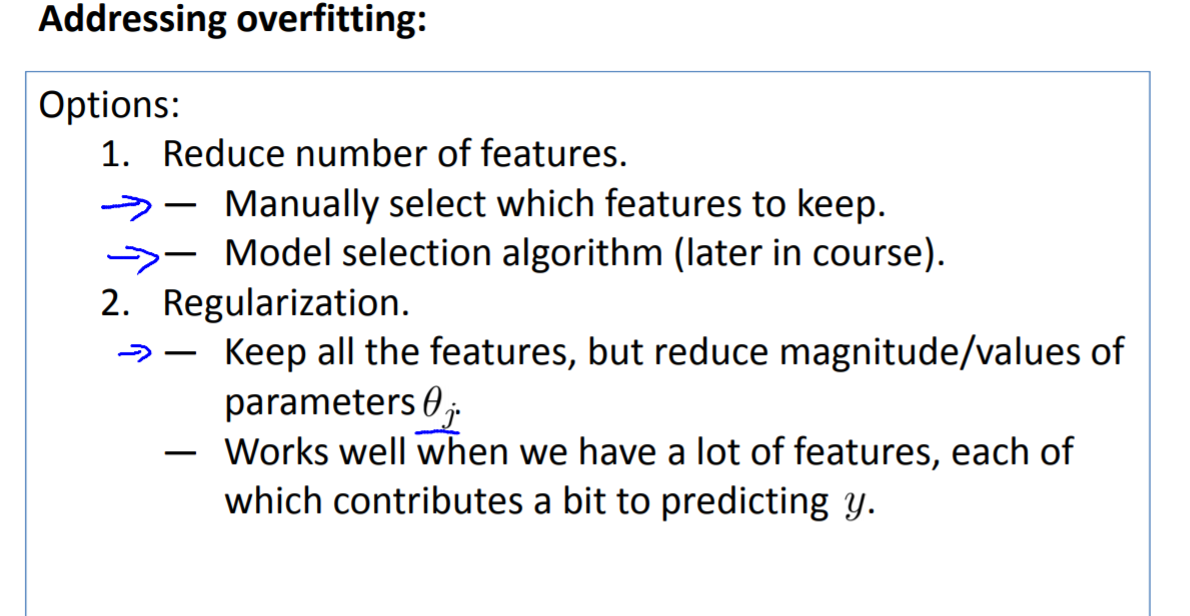 Addressing overfitting:
Options:
1. Reduce number of features.
— Manually select which features to keep.
— Model selection algorithm (later in course).
2. Regularization.
— Keep all the features, but reduce magnitude/values of
parameters θj.
— Works well when we have a lot of features, each of
which contributes a bit to predicting y.